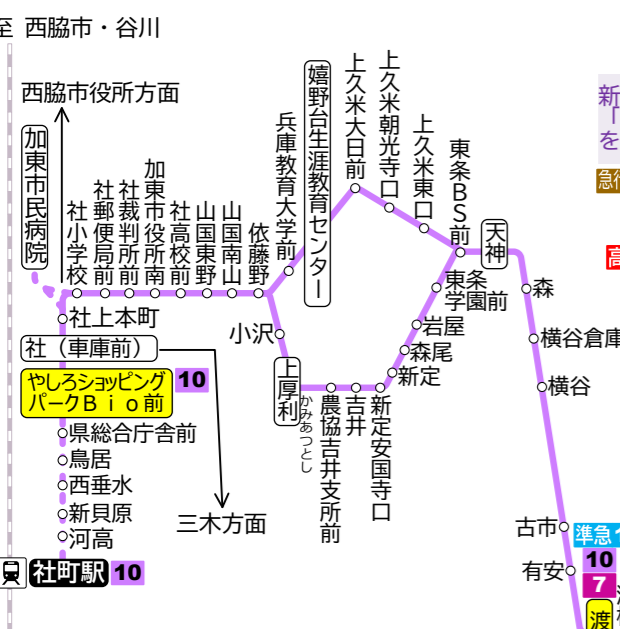 至 西脇市・谷川
西脇市役所方面
加東市民病院
社小学校
社郵便局前
社裁判所前
加東市役所南
社高校前
山国東野
山国南山
依藤野
兵庫教育大学前
嬉野台生涯教育センター
上久米大日前
上久米朝光寺口
上久米東口
東条BS前
天神
新「
を
急行
高
森
横谷倉庫
横谷
東条
学園前
岩屋
森尾
新定
新定安国寺口
吉井
農協吉井支所前
上厚利
かみあつとし
小沢
社上本町
社（車庫前）
やしろショッピング
パークBio前
10
県総合庁舎前
鳥居
西垂水
新貝原
河高
社町駅 10
三木方面
古市
準急
有安
10
7
渡